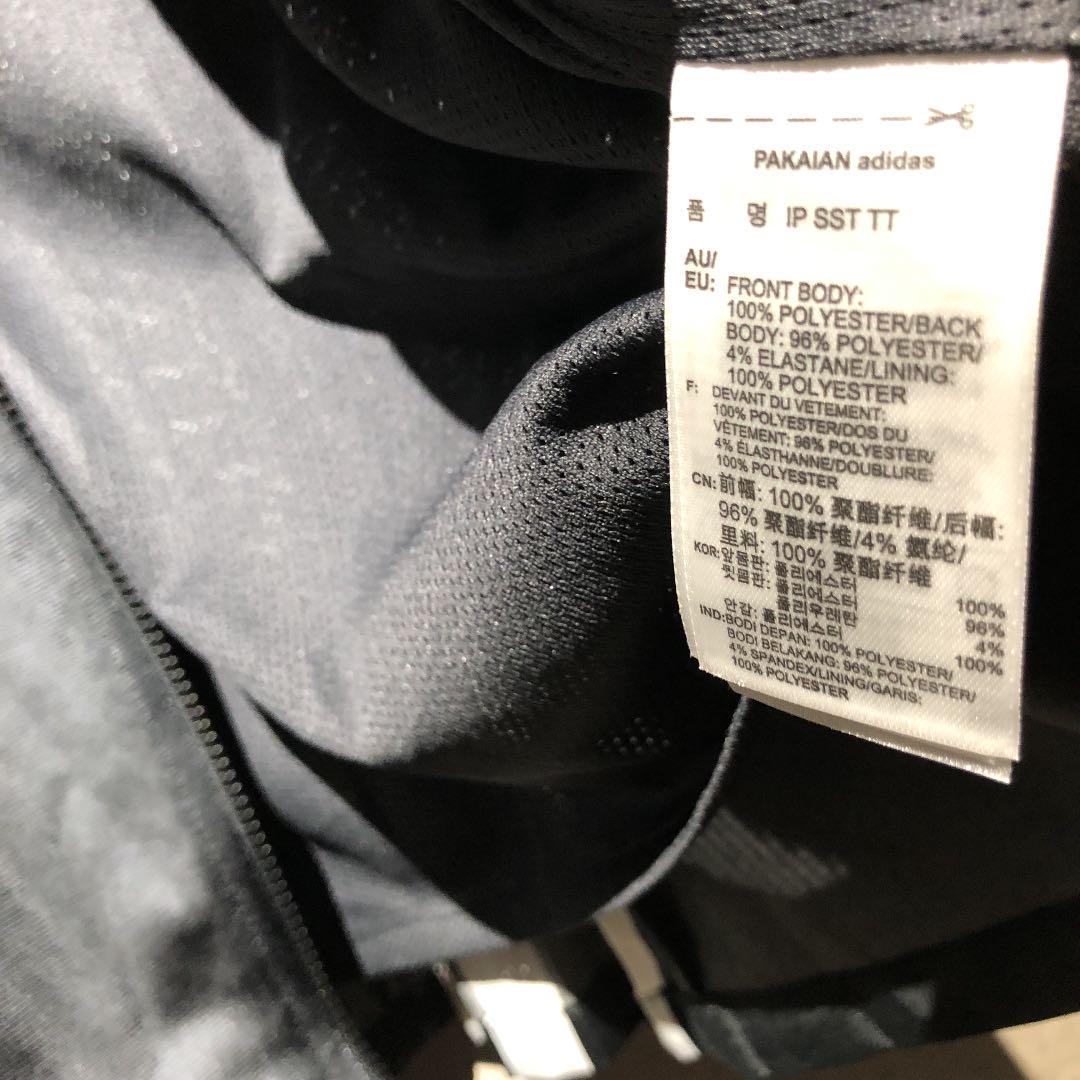 PAKAIAN adidas
품 명 IP SST TT
AU/
EU: FRONT BODY:
100% POLYESTER/BACK
BODY: 96% POLYESTER/
4% ELASTANE/LINING:
100% POLYESTER
F: DEVANT DU VETEMENT:
100% POLYESTER/DOS DU
VÊTEMENT: 96% POLYESTER/
4% ÉLASTHANNE/DOUBLURE:
100% POLYESTER
CN: 前幅: 100% 聚酯纤维/后幅:
96% 聚酯纤维/4% 氨纶/
里料: 100% 聚酯纤维
KOR: 앞몸판: 폴리에스터 100%
뒷몸판: 폴리에스터 96%
폴리우레탄 4%
안감: 폴리에스터 100%
IND: BODI DEPAN: 100% POLYESTER/
BODI BELAKANG: 96% POLYESTER/
4% SPANDEX/LINING/GARIS:
100% POLYESTER